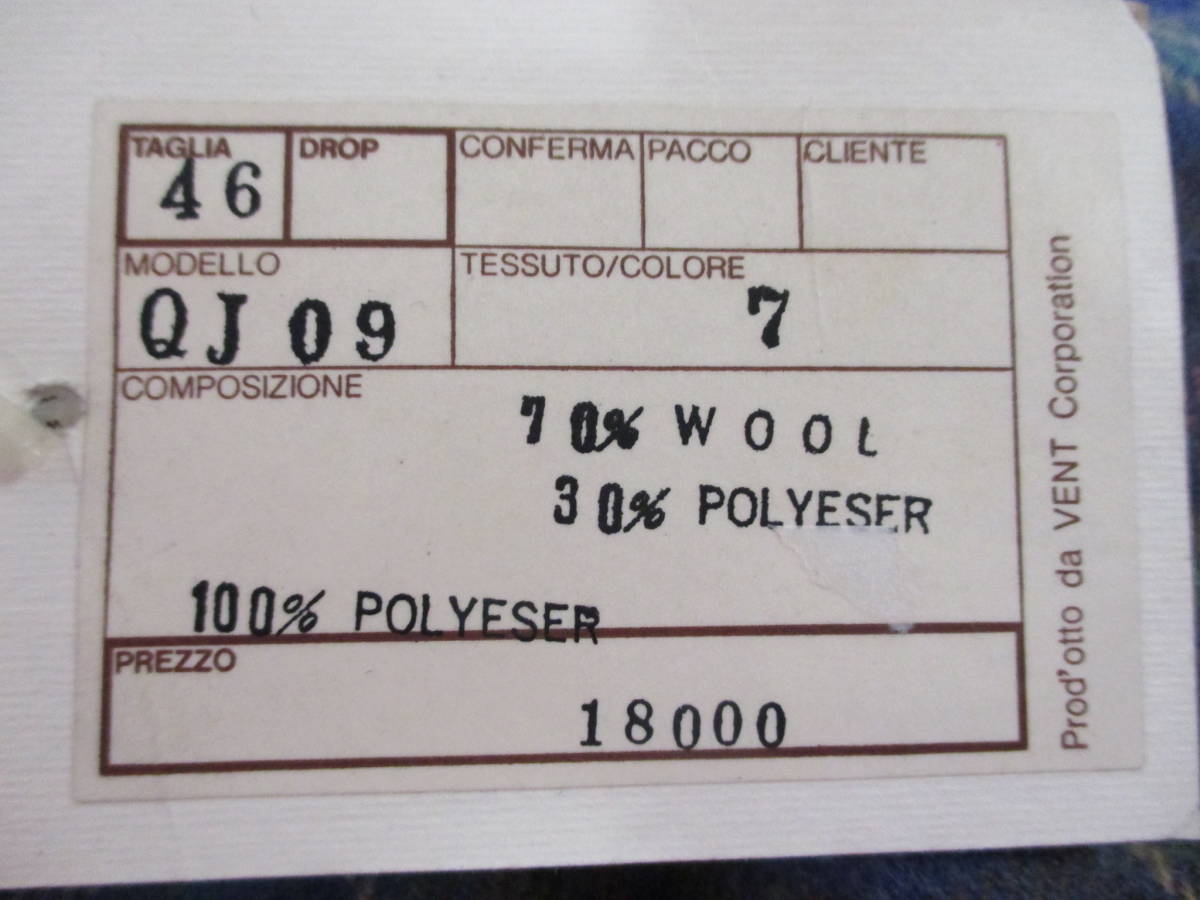 TAGLIA DROP CONFERMA PACCO CLIENTE
46
MODELLO TESSUTO/COLORE
QJ 09 7
COMPOSIZIONE
70% WOOL
30% POLYESER
100% POLYESER
PREZZO
18000
Prod'otto da VENT Corporation